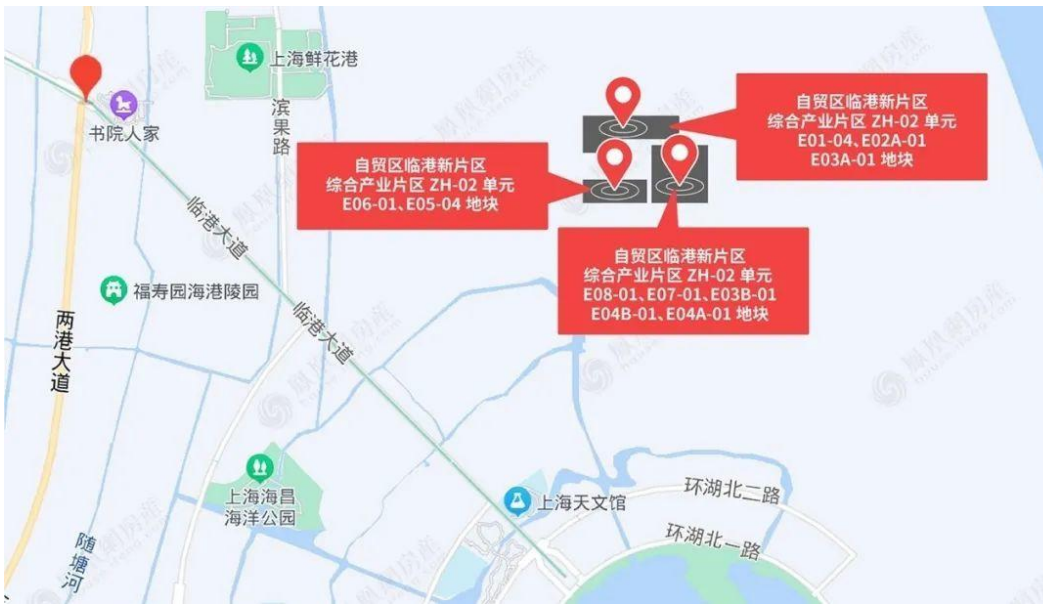 上海鲜花港
滨果路
书院人家
自贸区临港新片区
综合产业片区 ZH-02 单元
E01-04、E02A-01
E03A-01 地块
自贸区临港新片区
综合产业片区 ZH-02 单元
E06-01、E05-04 地块
自贸区临港新片区
综合产业片区 ZH-02 单元
E08-01、E07-01、E03B-01
E04B-01、E04A-01 地块
临港大道
福寿园海港陵园
临港大道
两港大道
上海海昌
海洋公园
上海天文馆
环湖北二路
环湖北一路
随塘河
凤凰网房产